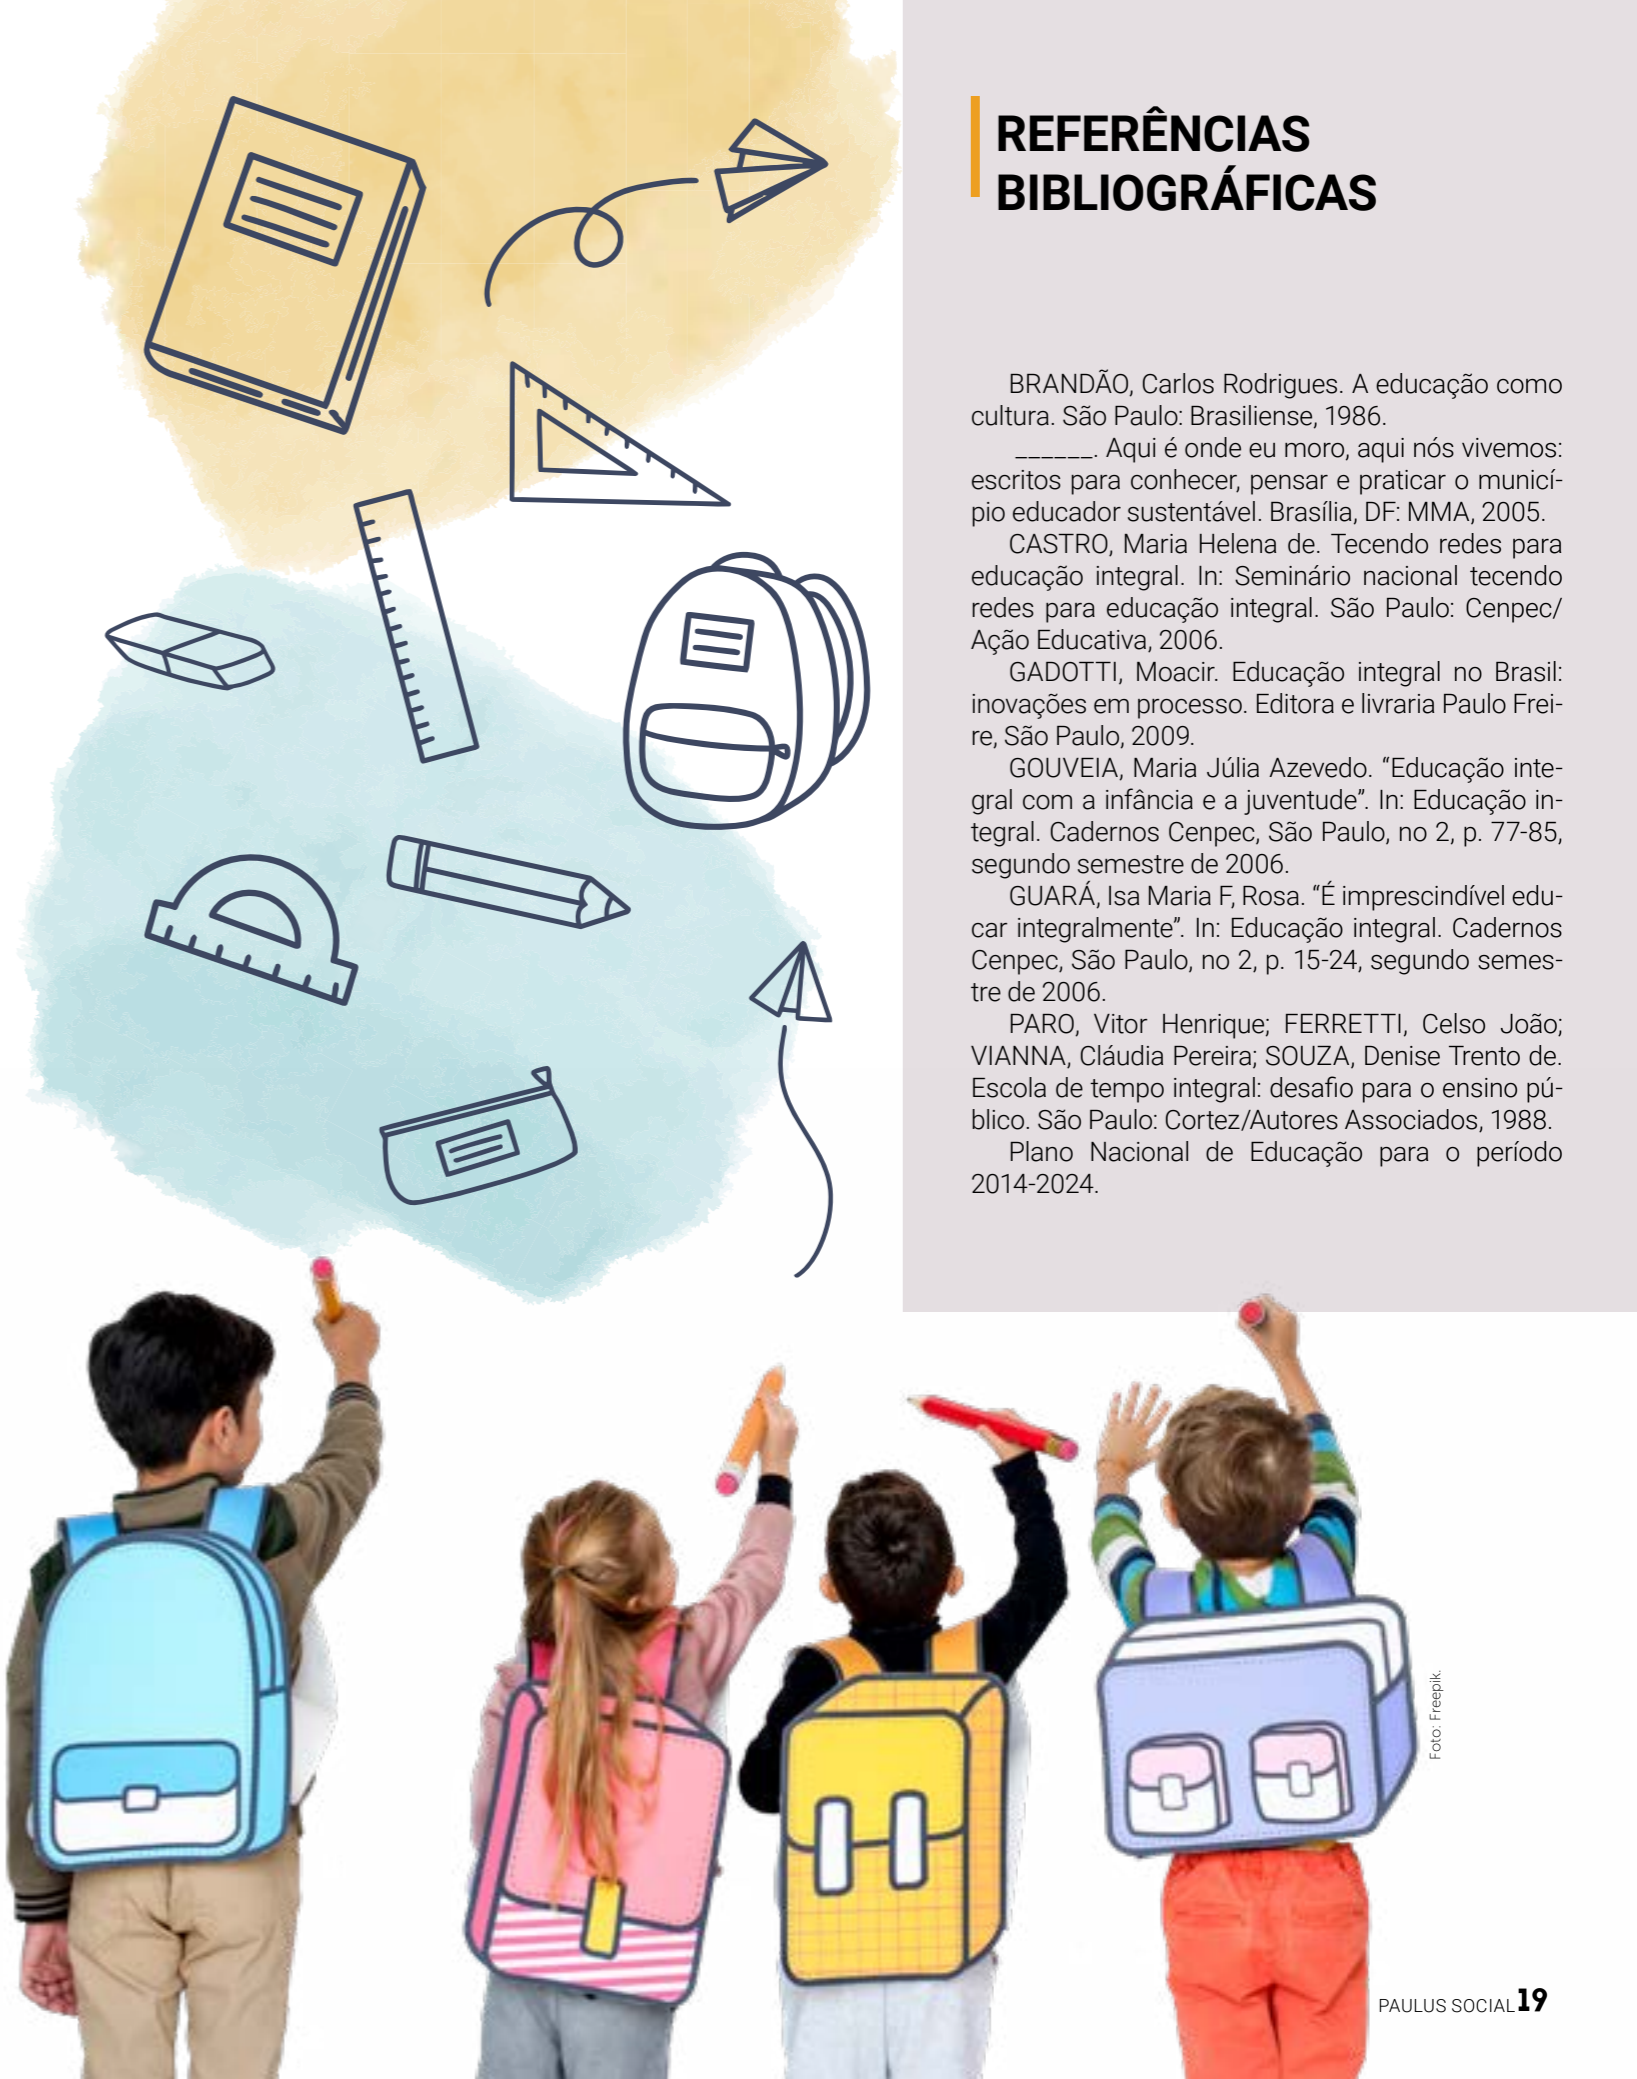 REFERÊNCIAS
BIBLIOGRÁFICAS
BRANDÃO, Carlos Rodrigues. A educação como
cultura. São Paulo: Brasiliense, 1986.
______. Aqui é onde eu moro, aqui nós vivemos:
escritos para conhecer, pensar e praticar o municí-
pio educador sustentável. Brasília, DF: MMA, 2005.
CASTRO, Maria Helena de. Tecendo redes para
educação integral. In: Seminário nacional tecendo
redes para educação integral. São Paulo: Cenpec/
Ação Educativa, 2006.
GADOTTI, Moacir. Educação integral no Brasil:
inovações em processo. Editora e livraria Paulo Frei-
re, São Paulo, 2009.
GOUVEIA, Maria Júlia Azevedo. “Educação inte-
gral com a infância e a juventude”. In: Educação in-
tegral. Cadernos Cenpec, São Paulo, no 2, p. 77-85,
segundo semestre de 2006.
GUARÁ, Isa Maria F, Rosa. “É imprescindível edu-
car integralmente”. In: Educação integral. Cadernos
Cenpec, São Paulo, no 2, p. 15-24, segundo semes-
tre de 2006.
PARO, Vitor Henrique; FERRETTI, Celso João;
VIANNA, Cláudia Pereira; SOUZA, Denise Trento de.
Escola de tempo integral: desafio para o ensino pú-
blico. São Paulo: Cortez/Autores Associados, 1988.
Plano Nacional de Educação para o período
2014-2024.
Foto: Freepik.
PAULUS SOCIAL 19